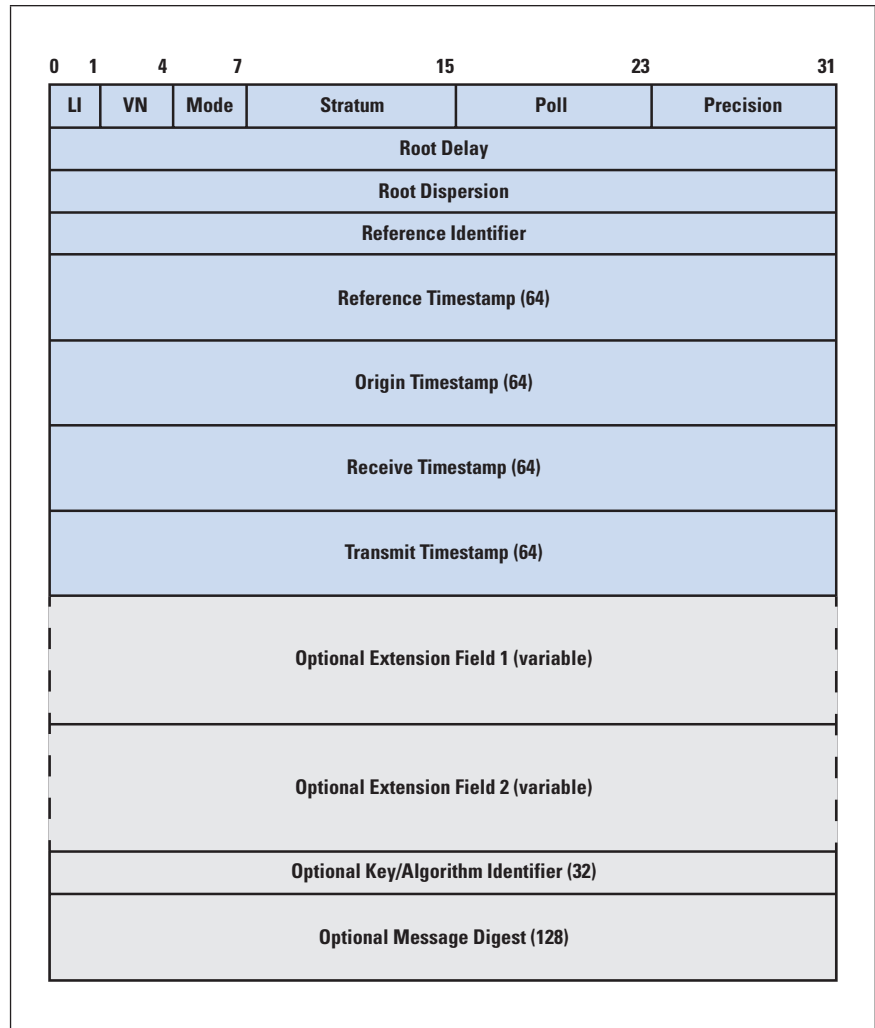 0 1 4 7 15 23 31
LI VN Mode Stratum Poll Precision
Root Delay
Root Dispersion
Reference Identifier
Reference Timestamp (64)
Origin Timestamp (64)
Receive Timestamp (64)
Transmit Timestamp (64)
Optional Extension Field 1 (variable)
Optional Extension Field 2 (variable)
Optional Key/Algorithm Identifier (32)
Optional Message Digest (128)